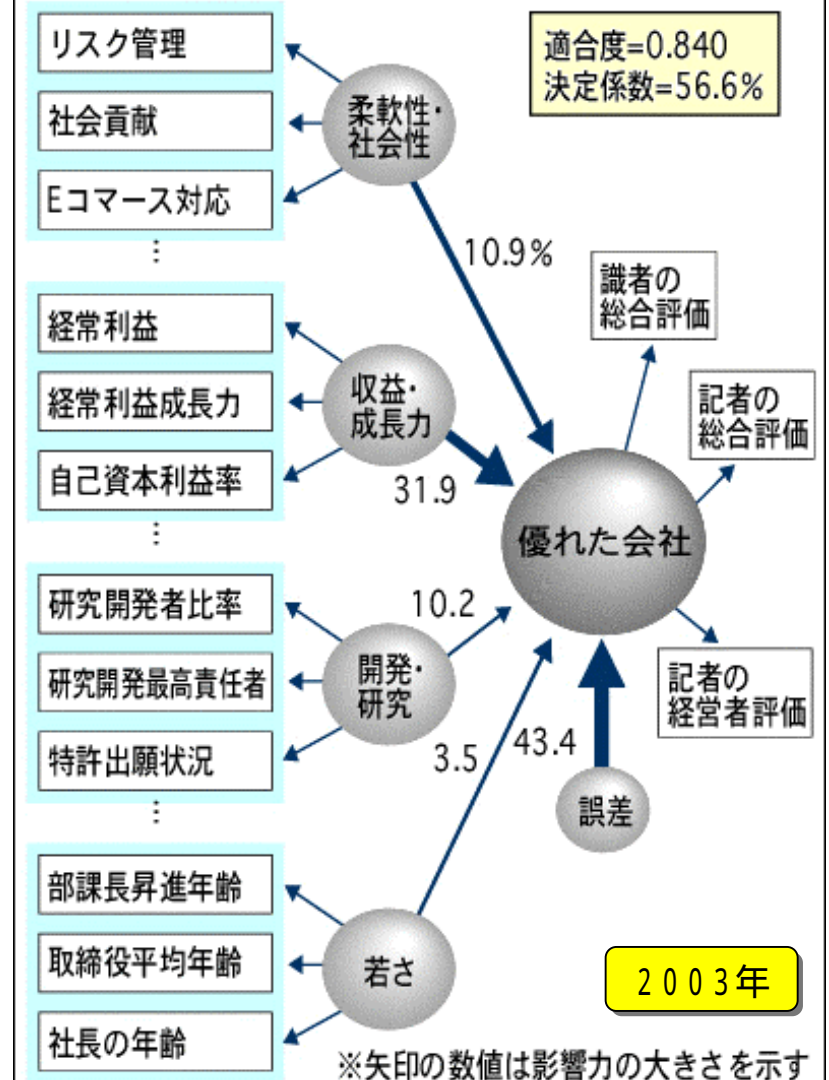 リスク管理
社会貢献
Eコマース対応
⋮
柔軟性・
社会性
適合度=0.840
決定係数=56.6%
10.9%
経常利益
経常利益成長力
自己資本利益率
⋮
収益・
成長力
31.9
識者の
総合評価
記者の
総合評価
優れた会社
記者の
経営者評価
研究開発者比率
研究開発最高責任者
特許出願状況
⋮
開発・
研究
10.2
3.5
43.4
誤差
部課長昇進年齢
取締役平均年齢
社長の年齢
若さ
2003年
※矢印の数値は影響力の大きさを示す